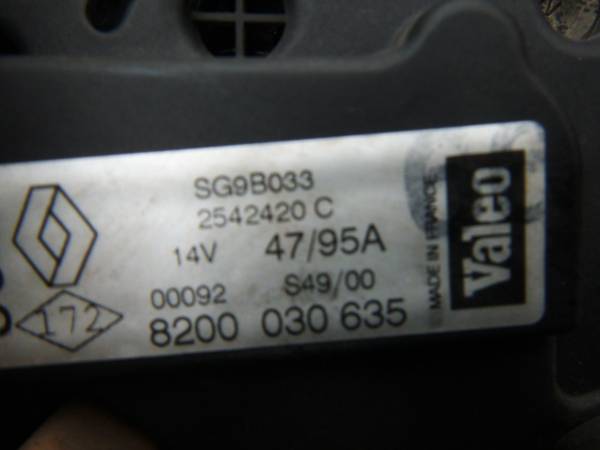 SG9B033
2542420 C
14V 47/95A
00092 S49/00
172
8200 030 635
MADE IN FRANCE
Valeo